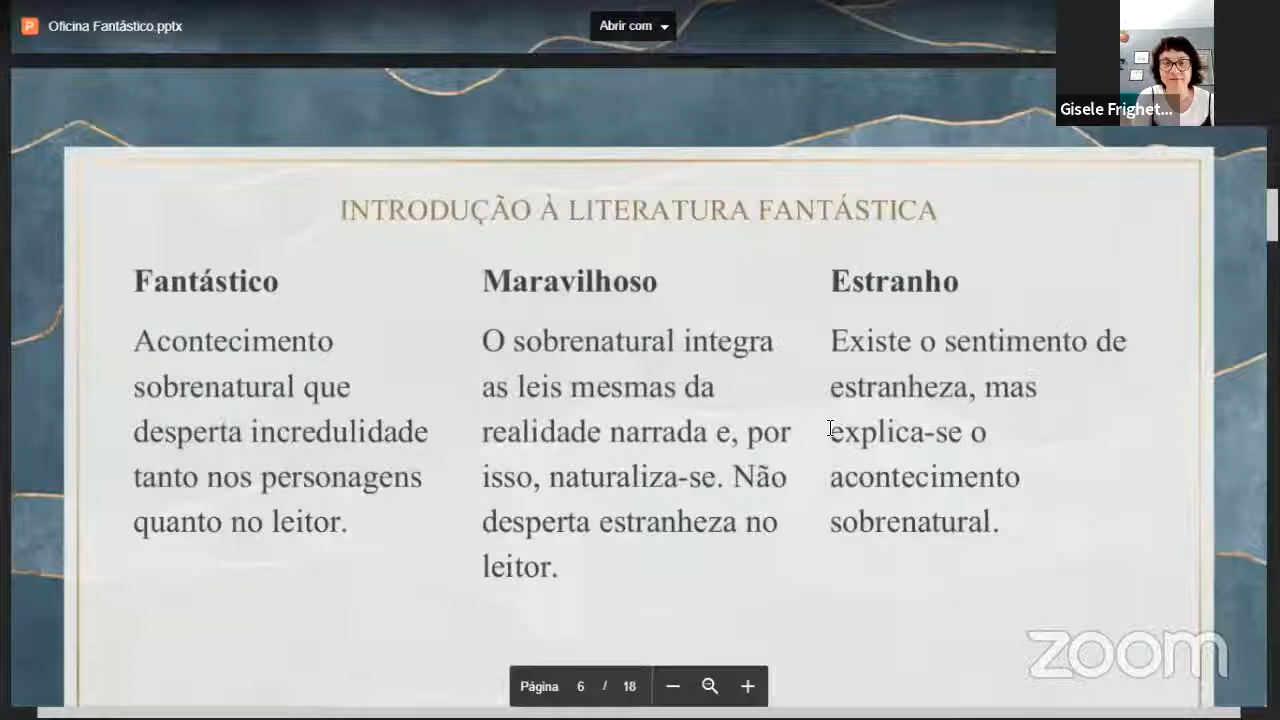 Oficina Fantástico.pptx
Abrir com
Gisele Frighet...
INTRODUÇÃO À LITERATURA FANTÁSTICA
Fantástico
Acontecimento
sobrenatural que
desperta incredulidade
tanto nos personagens
quanto no leitor.
Maravilhoso
O sobrenatural integra
as leis mesmas da
realidade narrada e, por
isso, naturaliza-se. Não
desperta estranheza no
leitor.
Estranho
Existe o sentimento de
estranheza, mas
explica-se o
acontecimento
sobrenatural.
zoom
Página 6 / 18